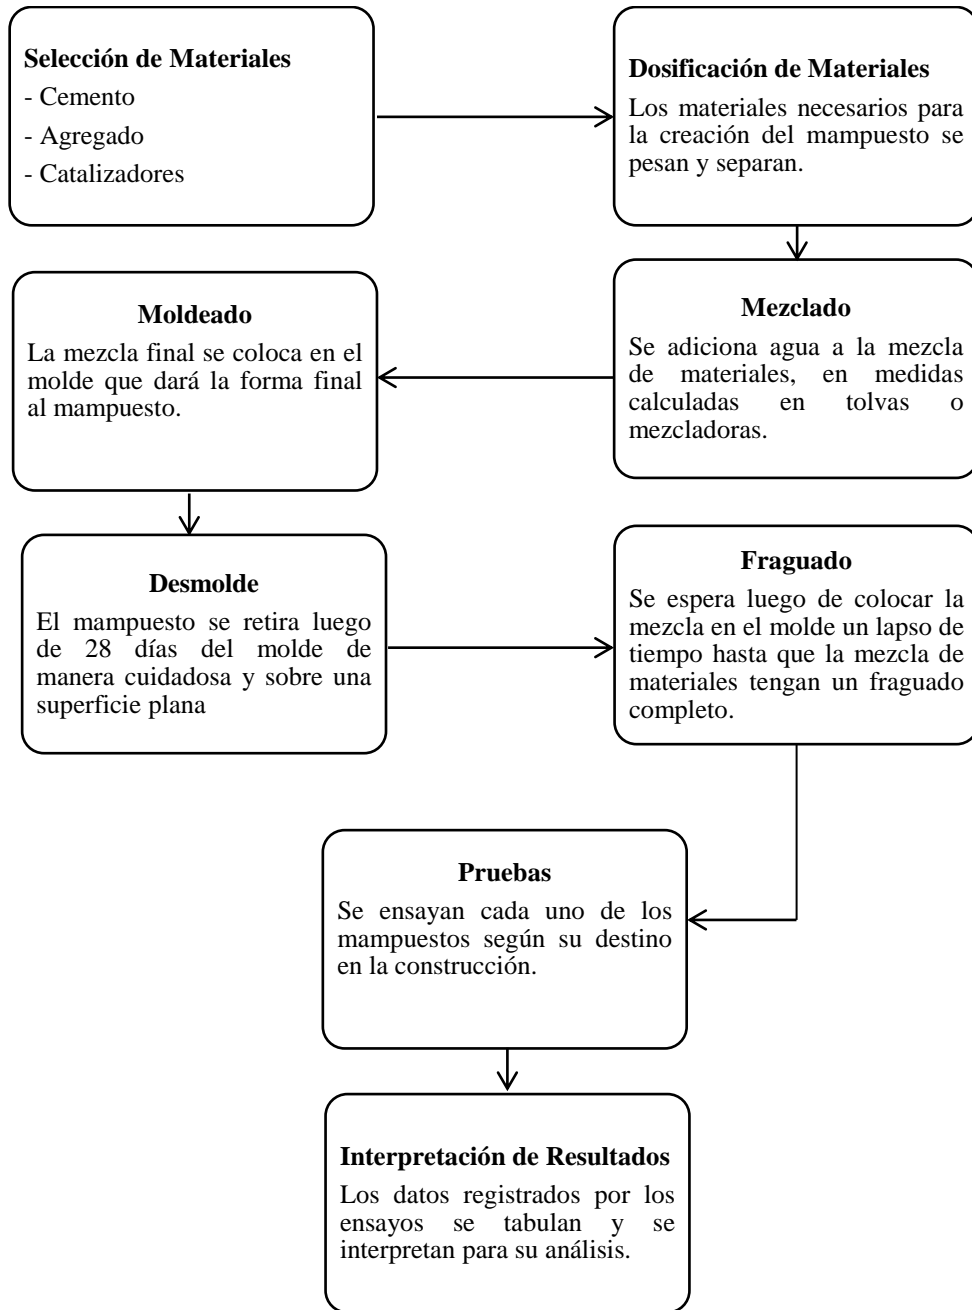 Selección de Materiales
- Cemento
- Agregado
- Catalizadores
Dosificación de Materiales
Los materiales necesarios para
la creación del mampuesto se
pesan y separan.
Mezclado
Se adiciona agua a la mezcla
de materiales, en medidas
calculadas en tolvas o
mezcladoras.
Moldeado
La mezcla final se coloca en el
molde que dará la forma final
al mampuesto.
Desmolde
El mampuesto se retira luego
de 28 días del molde de
manera cuidadosa y sobre una
superficie plana
Fraguado
Se espera luego de colocar la
mezcla en el molde un lapso de
tiempo hasta que la mezcla de
materiales tengan un fraguado
completo.
Pruebas
Se ensayan cada uno de los
mampuestos según su destino
en la construcción.
Interpretación de Resultados
Los datos registrados por los
ensayos se tabulan y se
interpretan para su análisis.